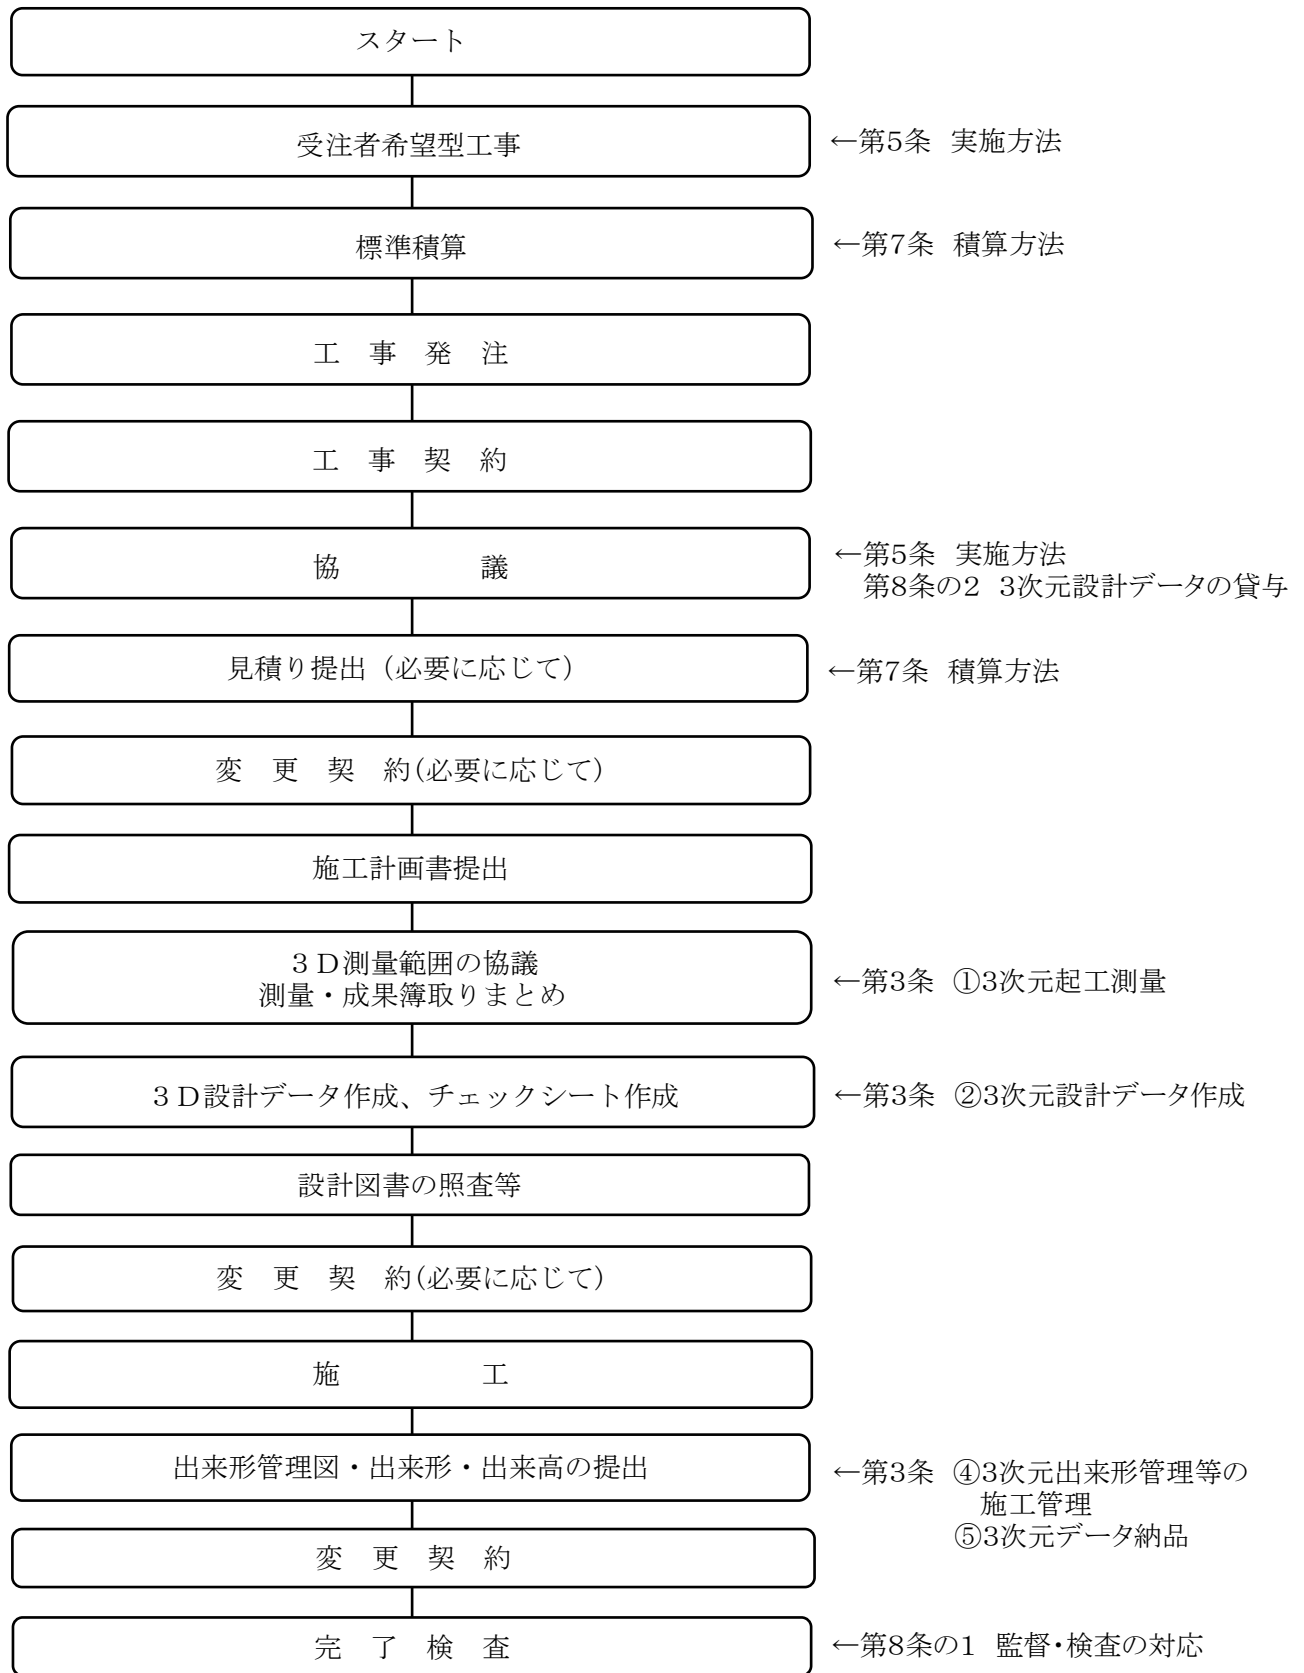 スタート
受注者希望型工事
←第5条 実施方法
標準積算
←第7条 積算方法
工 事 発 注
工 事 契 約
協 議
←第5条 実施方法
第8条の2 3次元設計データの貸与
見積り提出（必要に応じて）
←第7条 積算方法
変 更 契 約(必要に応じて)
施工計画書提出
３Ｄ測量範囲の協議
測量・成果簿取りまとめ
←第3条 ①3次元起工測量
３Ｄ設計データ作成、チェックシート作成
←第3条 ②3次元設計データ作成
設計図書の照査等
変 更 契 約(必要に応じて)
施 工
出来形管理図・出来形・出来高の提出
←第3条 ④3次元出来形管理等の
施工管理
⑤3次元データ納品
変 更 契 約
完 了 検 査
←第8条の1 監督・検査の対応